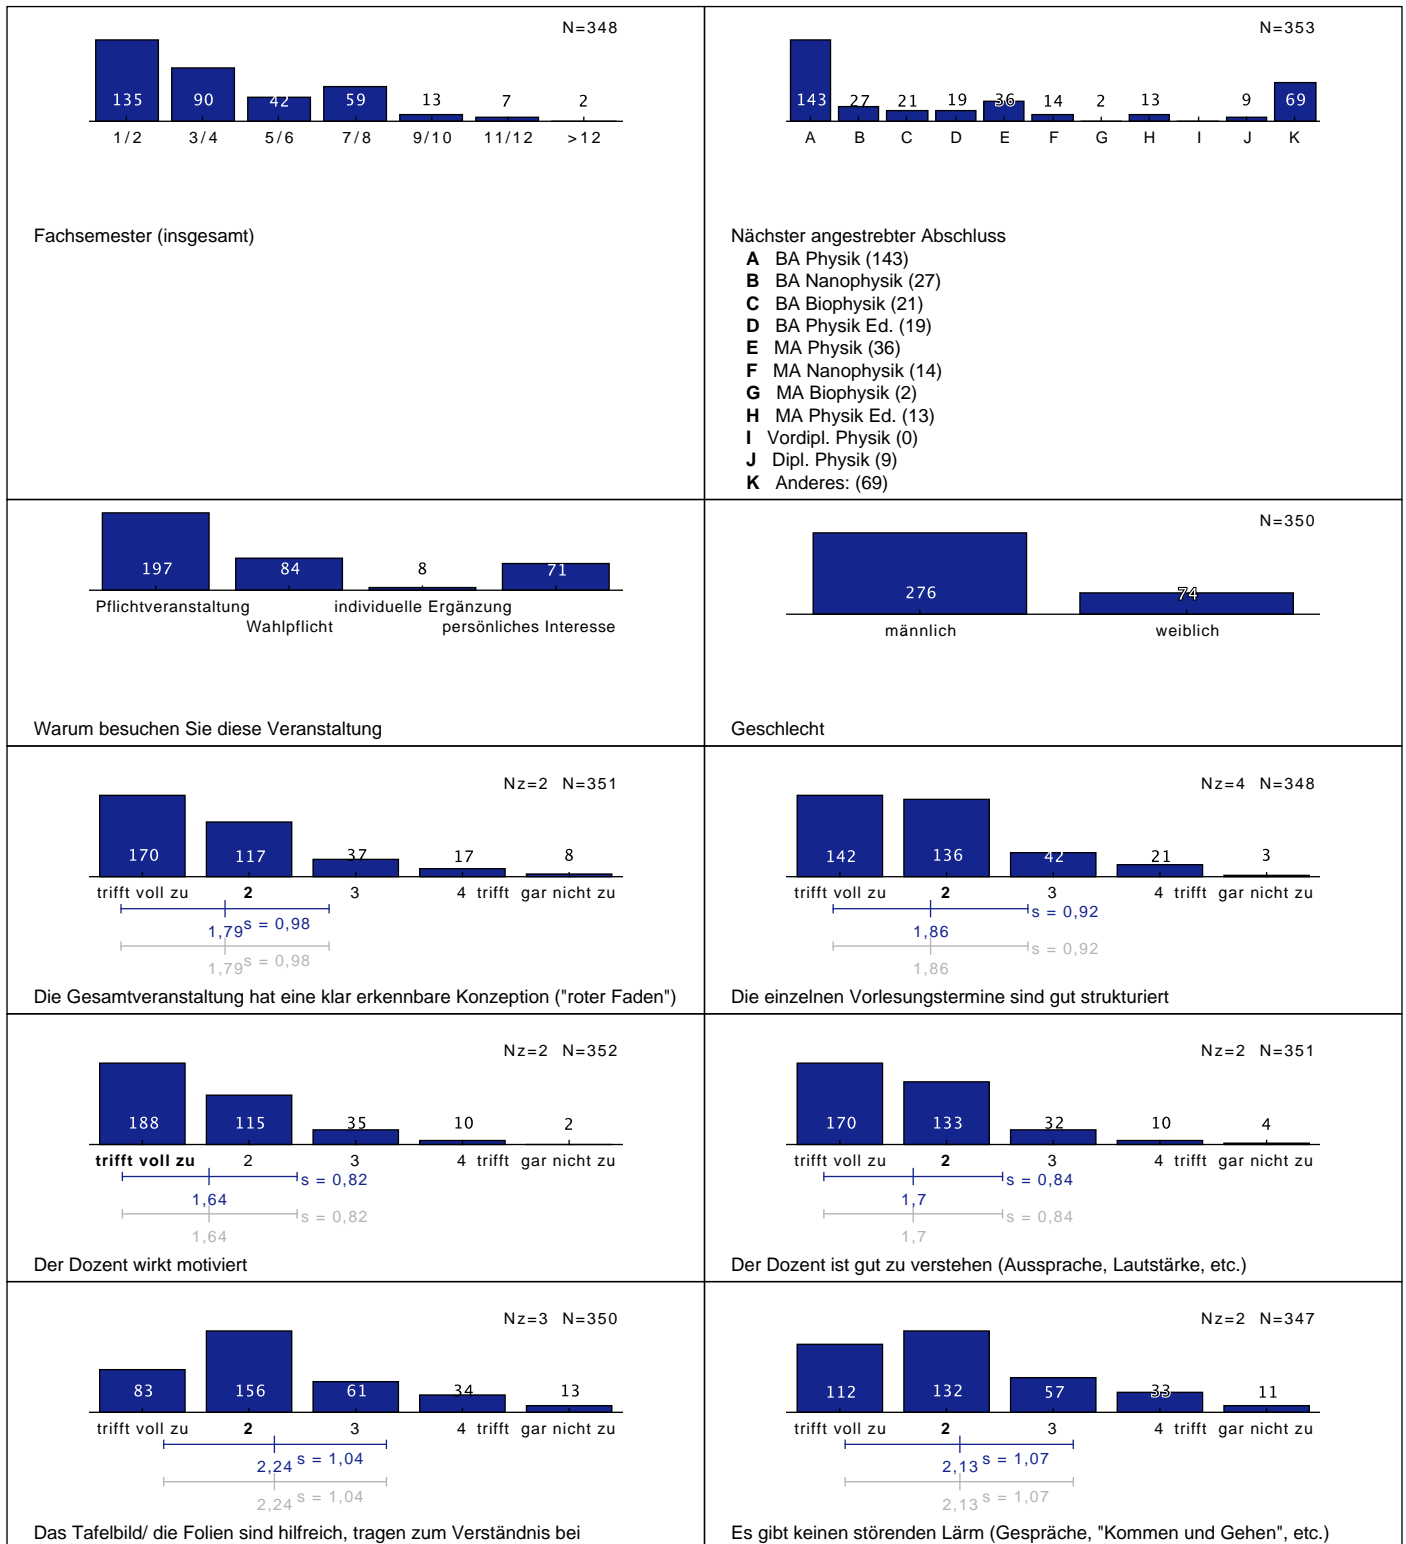 N=348
135 90 42 59 13 7 2
1/2 3/4 5/6 7/8 9/10 11/12 >12
Fachsemester (insgesamt)
N=353
143 27 21 19 36 14 2 13 9 69
A B C D E F G H I J K
Nächster angestrebter Abschluss
A BA Physik (143)
B BA Nanophysik (27)
C BA Biophysik (21)
D BA Physik Ed. (19)
E MA Physik (36)
F MA Nanophysik (14)
G MA Biophysik (2)
H MA Physik Ed. (13)
I Vordipl. Physik (0)
J Dipl. Physik (9)
K Anderes: (69)
197 84 8 71
Pflichtveranstaltung individuelle Ergänzung
Wahlpflicht persönliches Interesse
Warum besuchen Sie diese Veranstaltung
N=350
276 74
männlich weiblich
Geschlecht
Nz=2 N=351
170 117 37 17 8
trifft voll zu 2 3 4 trifft gar nicht zu
1,79 s = 0,98
1,79 s = 0,98
Die Gesamtveranstaltung hat eine klar erkennbare Konzeption ("roter Faden")
Nz=4 N=348
142 136 42 21 3
trifft voll zu 2 3 4 trifft gar nicht zu
s = 0,92
1,86
s = 0,92
1,86
Die einzelnen Vorlesungstermine sind gut strukturiert
Nz=2 N=352
188 115 35 10 2
trifft voll zu 2 3 4 trifft gar nicht zu
s = 0,82
1,64
s = 0,82
1,64
Der Dozent wirkt motiviert
Nz=2 N=351
170 133 32 10 4
trifft voll zu 2 3 4 trifft gar nicht zu
s = 0,84
1,7
s = 0,84
1,7
Der Dozent ist gut zu verstehen (Aussprache, Lautstärke, etc.)
Nz=3 N=350
83 156 61 34 13
trifft voll zu 2 3 4 trifft gar nicht zu
2,24 s = 1,04
2,24 s = 1,04
Das Tafelbild/ die Folien sind hilfreich, tragen zum Verständnis bei
Nz=2 N=347
112 132 57 33 11
trifft voll zu 2 3 4 trifft gar nicht zu
2,13 s = 1,07
2,13 s = 1,07
Es gibt keinen störenden Lärm (Gespräche, "Kommen und Gehen", etc.)